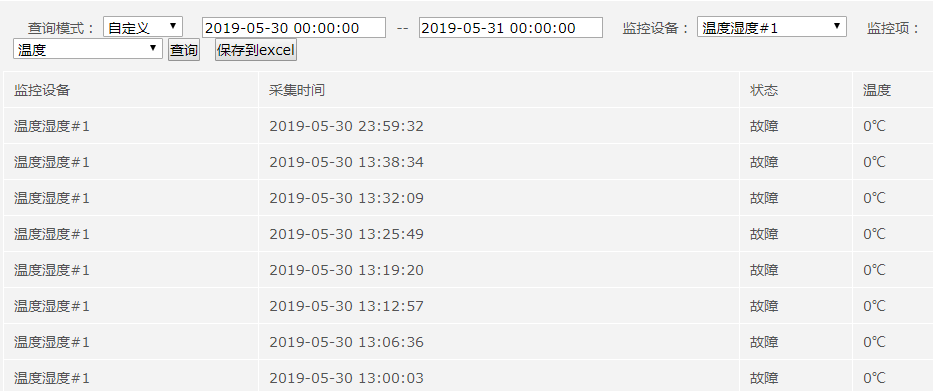 查询模式： 自定义 2019-05-30 00:00:00 -- 2019-05-31 00:00:00 监控设备： 温度湿度#1 监控项：
温度 查询 保存到excel
监控设备 采集时间 状态 温度
温度湿度#1 2019-05-30 23:59:32 故障 0℃
温度湿度#1 2019-05-30 13:38:34 故障 0℃
温度湿度#1 2019-05-30 13:32:09 故障 0℃
温度湿度#1 2019-05-30 13:25:49 故障 0℃
温度湿度#1 2019-05-30 13:19:20 故障 0℃
温度湿度#1 2019-05-30 13:12:57 故障 0℃
温度湿度#1 2019-05-30 13:06:36 故障 0℃
温度湿度#1 2019-05-30 13:00:03 故障 0℃